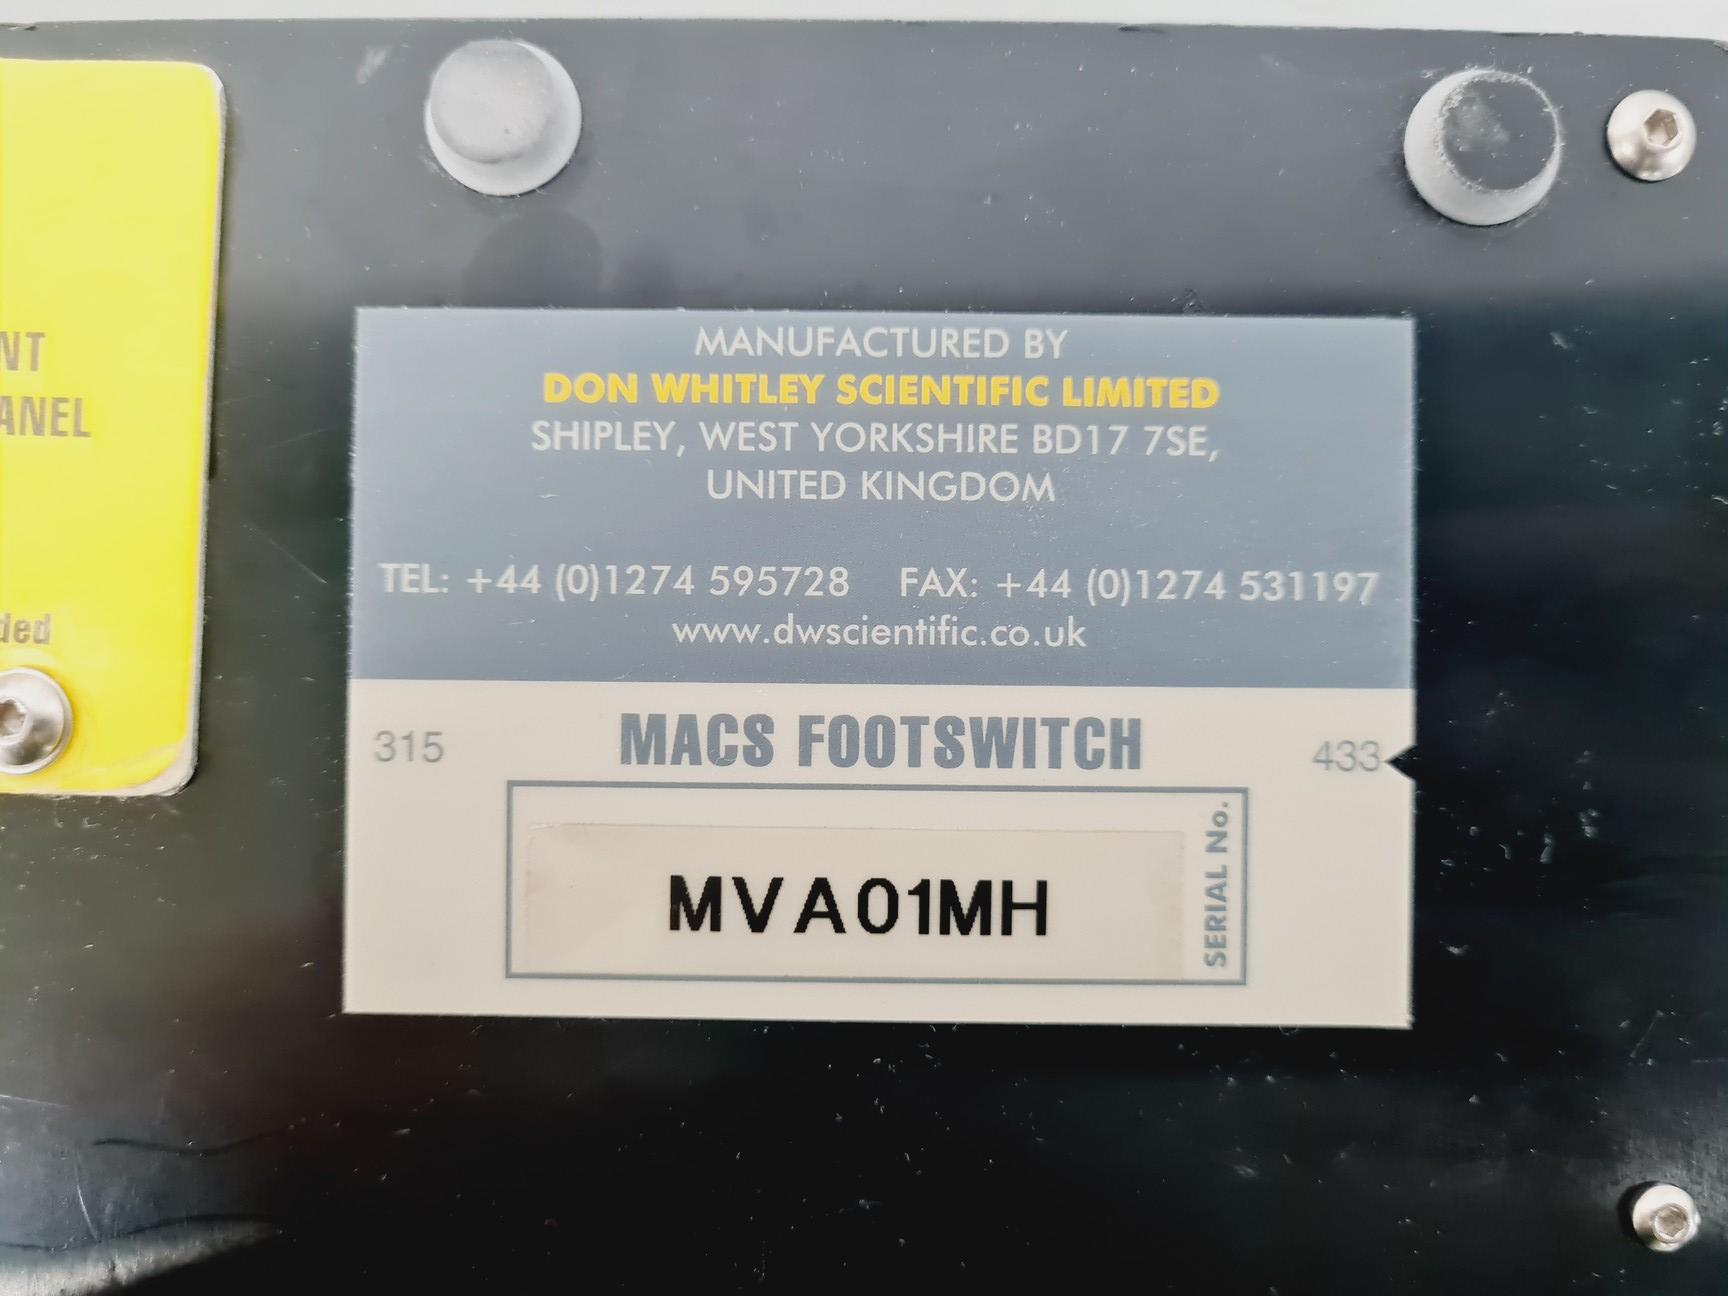 MANUFACTURED BY
DON WHITLEY SCIENTIFIC LIMITED
SHIPLEY, WEST YORKSHIRE BD17 7SE,
UNITED KINGDOM
TEL: +44 (0)1274 595728 FAX: +44 (0)1274 531197
www.dwscientific.co.uk
315 MACS FOOTSWITCH 433
MVA01MH
SERIAL No.
NT
ANEL
ded